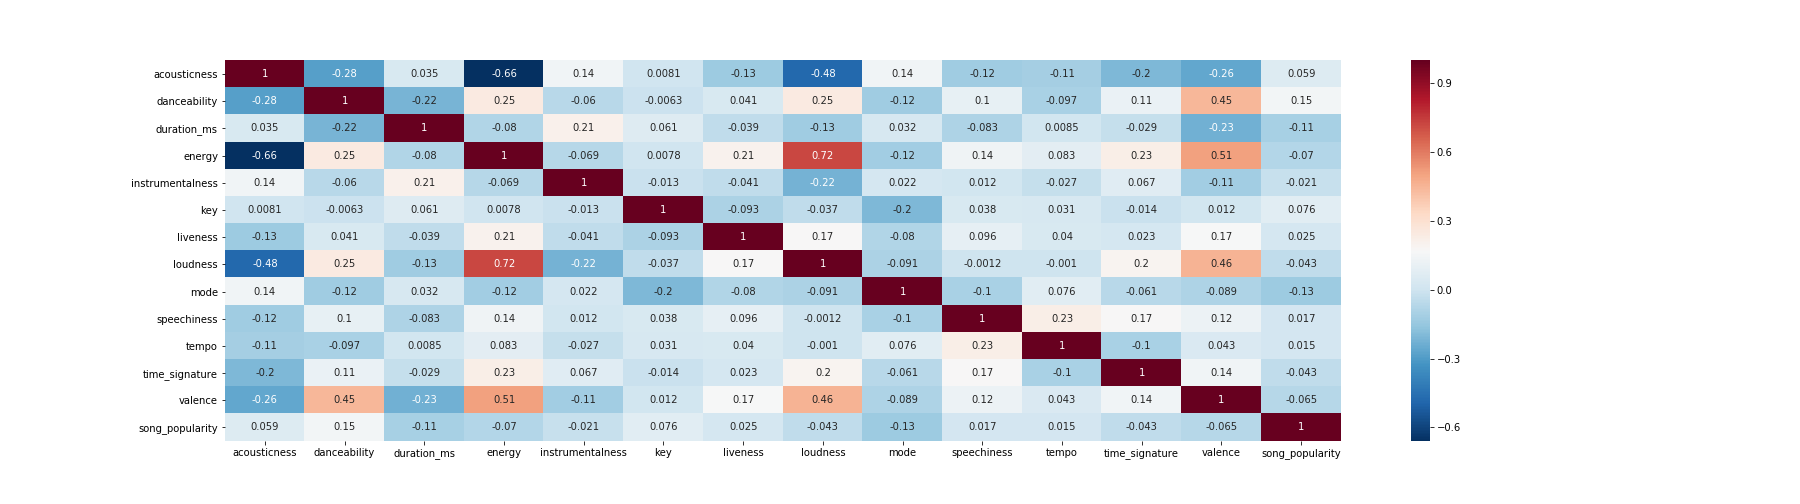 acousticness 1 -0.28 0.035 -0.66 0.14 0.0081 -0.13 -0.48 0.14 -0.12 -0.11 -0.2 -0.26 0.059
danceability -0.28 1 -0.22 0.25 -0.06 -0.0063 0.041 0.25 -0.12 0.1 -0.097 0.11 0.45 0.15
duration_ms 0.035 -0.22 1 -0.08 0.21 0.061 -0.039 -0.13 0.032 -0.083 0.0085 -0.029 -0.23 -0.11
energy -0.66 0.25 -0.08 1 -0.069 0.0078 0.21 0.72 -0.12 0.14 0.083 0.23 0.51 -0.07
instrumentalness 0.14 -0.06 0.21 -0.069 1 -0.013 -0.041 -0.22 0.022 0.012 -0.027 0.067 -0.11 -0.021
key 0.0081 -0.0063 0.061 0.0078 -0.013 1 -0.093 -0.037 -0.2 0.038 0.031 -0.014 0.012 0.076
liveness -0.13 0.041 -0.039 0.21 -0.041 -0.093 1 0.17 -0.08 0.096 0.04 0.023 0.17 0.025
loudness -0.48 0.25 -0.13 0.72 -0.22 -0.037 0.17 1 -0.091 -0.0012 -0.001 0.2 0.46 -0.043
mode 0.14 -0.12 0.032 -0.12 0.022 -0.2 -0.08 -0.091 1 -0.1 0.076 -0.061 -0.089 -0.13
speechiness -0.12 0.1 -0.083 0.14 0.012 0.038 0.096 -0.0012 -0.1 1 0.23 0.17 0.12 0.017
tempo -0.11 -0.097 0.0085 0.083 -0.027 0.031 0.04 -0.001 0.076 0.23 1 -0.1 0.043 0.015
time_signature -0.2 0.11 -0.029 0.23 0.067 -0.014 0.023 0.2 -0.061 0.17 -0.1 1 0.14 -0.043
valence -0.26 0.45 -0.23 0.51 -0.11 0.012 0.17 0.46 -0.089 0.12 0.043 0.14 1 -0.065
song_popularity 0.059 0.15 -0.11 -0.07 -0.021 0.076 0.025 -0.043 -0.13 0.017 0.015 -0.043 -0.065 1
acousticness danceability duration_ms energy instrumentalness key liveness loudness mode speechiness tempo time_signature valence song_popularity
0.9
0.6
0.3
0.0
−0.3
−0.6